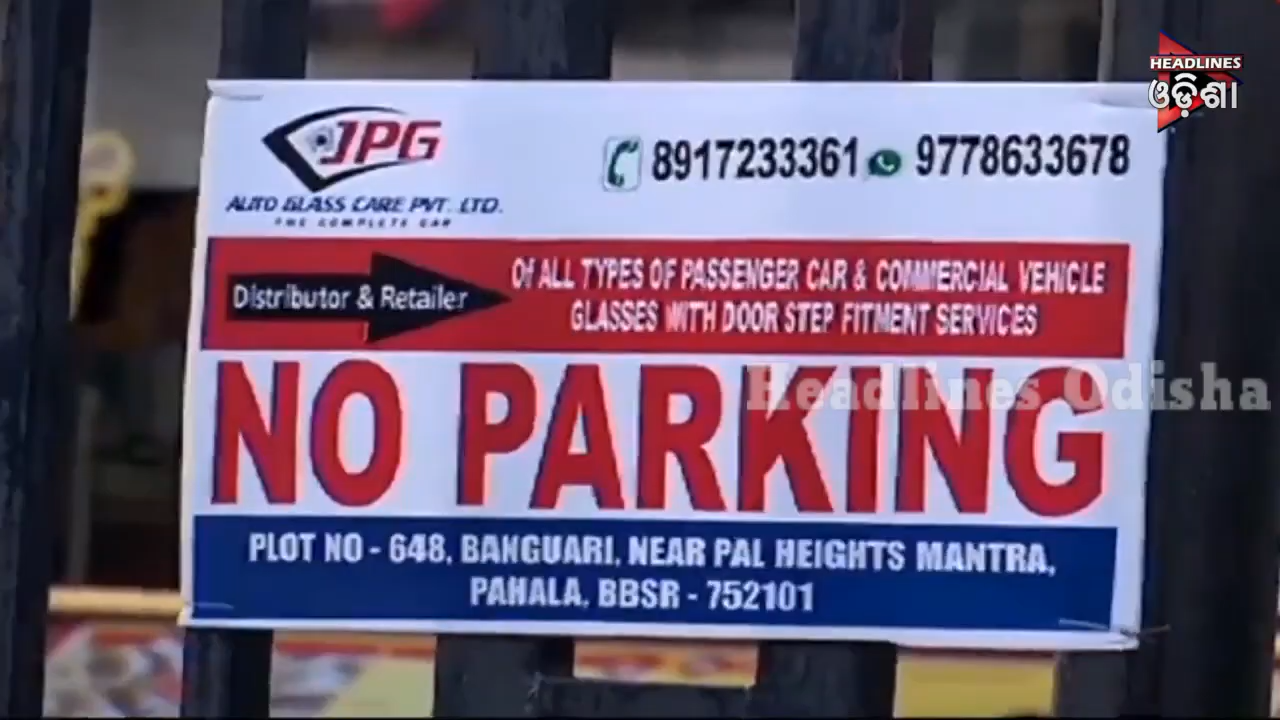 HEADLINES
ଓଡ଼ିଶା
JPG
AUTO GLASS CARE PVT. LTD.
THE COMPLETE CAR
8917233361 9778633678
Distributor & Retailer
Of ALL TYPES OF PASSENGER CAR & COMMERCIAL VEHICLE
GLASSES WITH DOOR STEP FITMENT SERVICES
NO PARKING
Headlines Odisha
PLOT NO - 648, BANGUARI, NEAR PAL HEIGHTS MANTRA,
PAHALA, BBSR - 752101